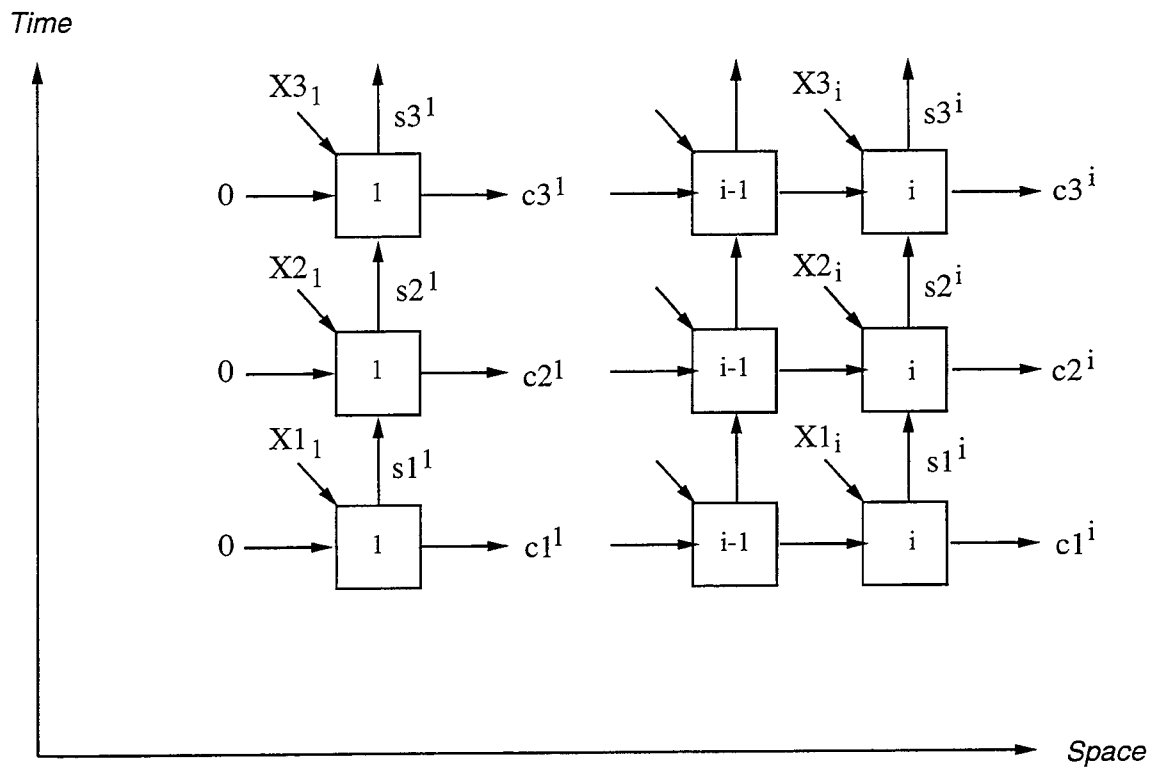 Time
X3₁ s3¹ X3ᵢ s3ⁱ
0 1 c3¹ i-1 i c3ⁱ
X2₁ s2¹ X2ᵢ s2ⁱ
0 1 c2¹ i-1 i c2ⁱ
X1₁ s1¹ X1ᵢ s1ⁱ
0 1 c1¹ i-1 i c1ⁱ
Space